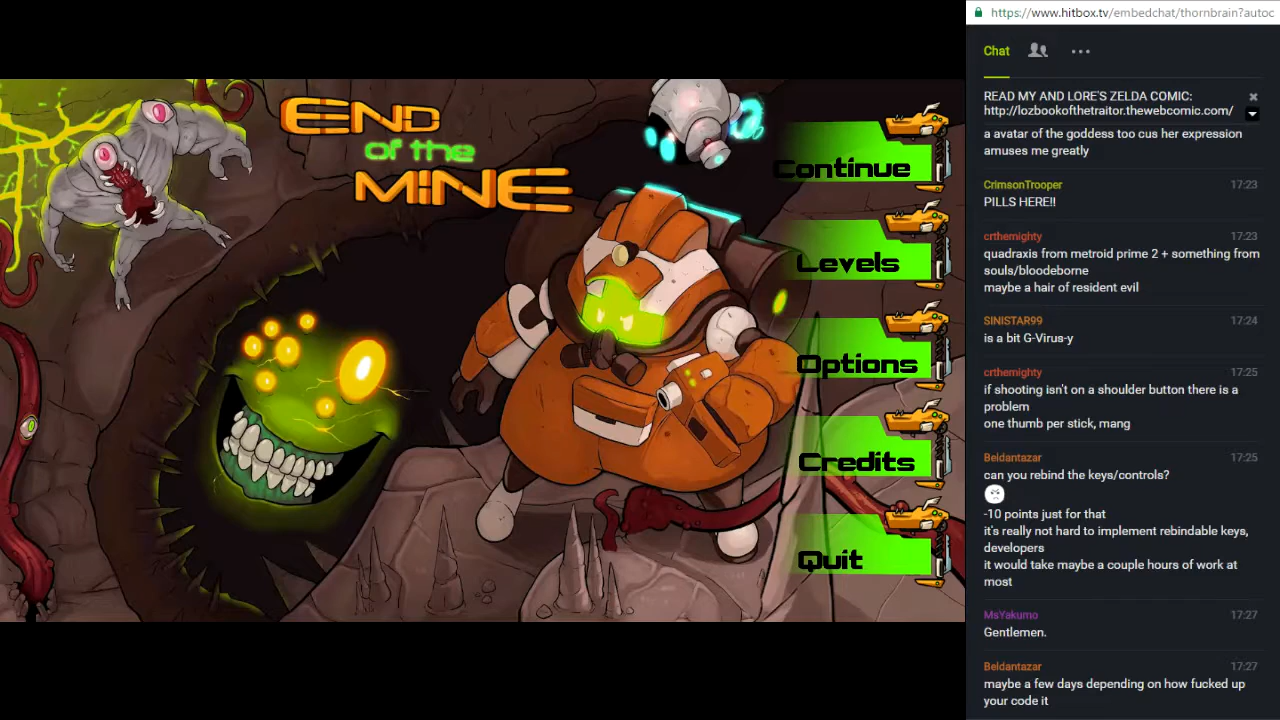 END
of the
MINE
Continue
Levels
Options
Credits
Quit
https://www.hitbox.tv/embedchat/thornbrain?autoc
Chat
READ MY AND LORE'S ZELDA COMIC:
http://lozbookofthetraitor.thewebcomic.com/
a avatar of the goddess too cus her expression
amuses me greatly
CrimsonTrooper 17:23
PILLS HERE!!
crthemighty 17:23
quadraxis from metroid prime 2 + something from
souls/bloodeborne
maybe a hair of resident evil
SINISTAR99 17:24
is a bit G-Virus-y
crthemighty 17:25
if shooting isn't on a shoulder button there is a
problem
one thumb per stick, mang
Beldantazar 17:25
can you rebind the keys/controls?
-10 points just for that
it's really not hard to implement rebindable keys,
developers
it would take maybe a couple hours of work at
most
MsYakumo 17:27
Gentlemen.
Beldantazar 17:27
maybe a few days depending on how fucked up
your code it